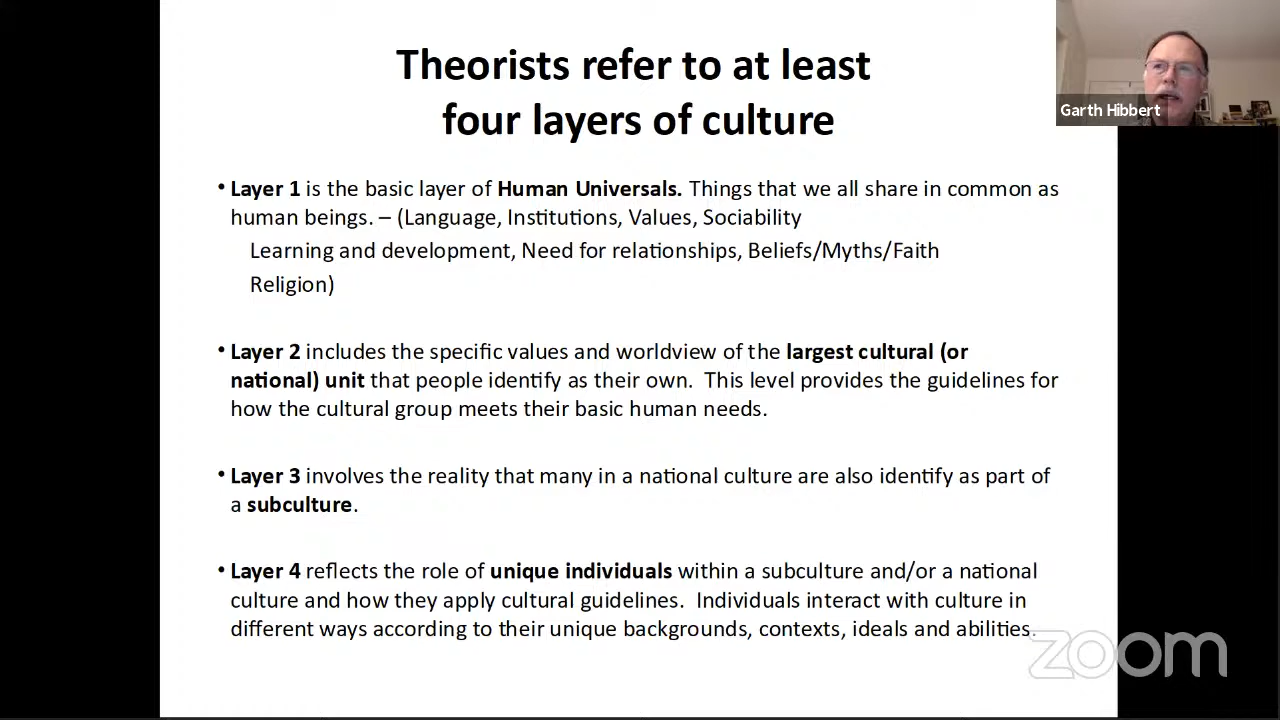 Theorists refer to at least
four layers of culture
Garth Hibbert
• Layer 1 is the basic layer of Human Universals. Things that we all share in common as
human beings. – (Language, Institutions, Values, Sociability
Learning and development, Need for relationships, Beliefs/Myths/Faith
Religion)
• Layer 2 includes the specific values and worldview of the largest cultural (or
national) unit that people identify as their own.  This level provides the guidelines for
how the cultural group meets their basic human needs.
• Layer 3 involves the reality that many in a national culture are also identify as part of
a subculture.
• Layer 4 reflects the role of unique individuals within a subculture and/or a national
culture and how they apply cultural guidelines.  Individuals interact with culture in
different ways according to their unique backgrounds, contexts, ideals and abilities.
zoom